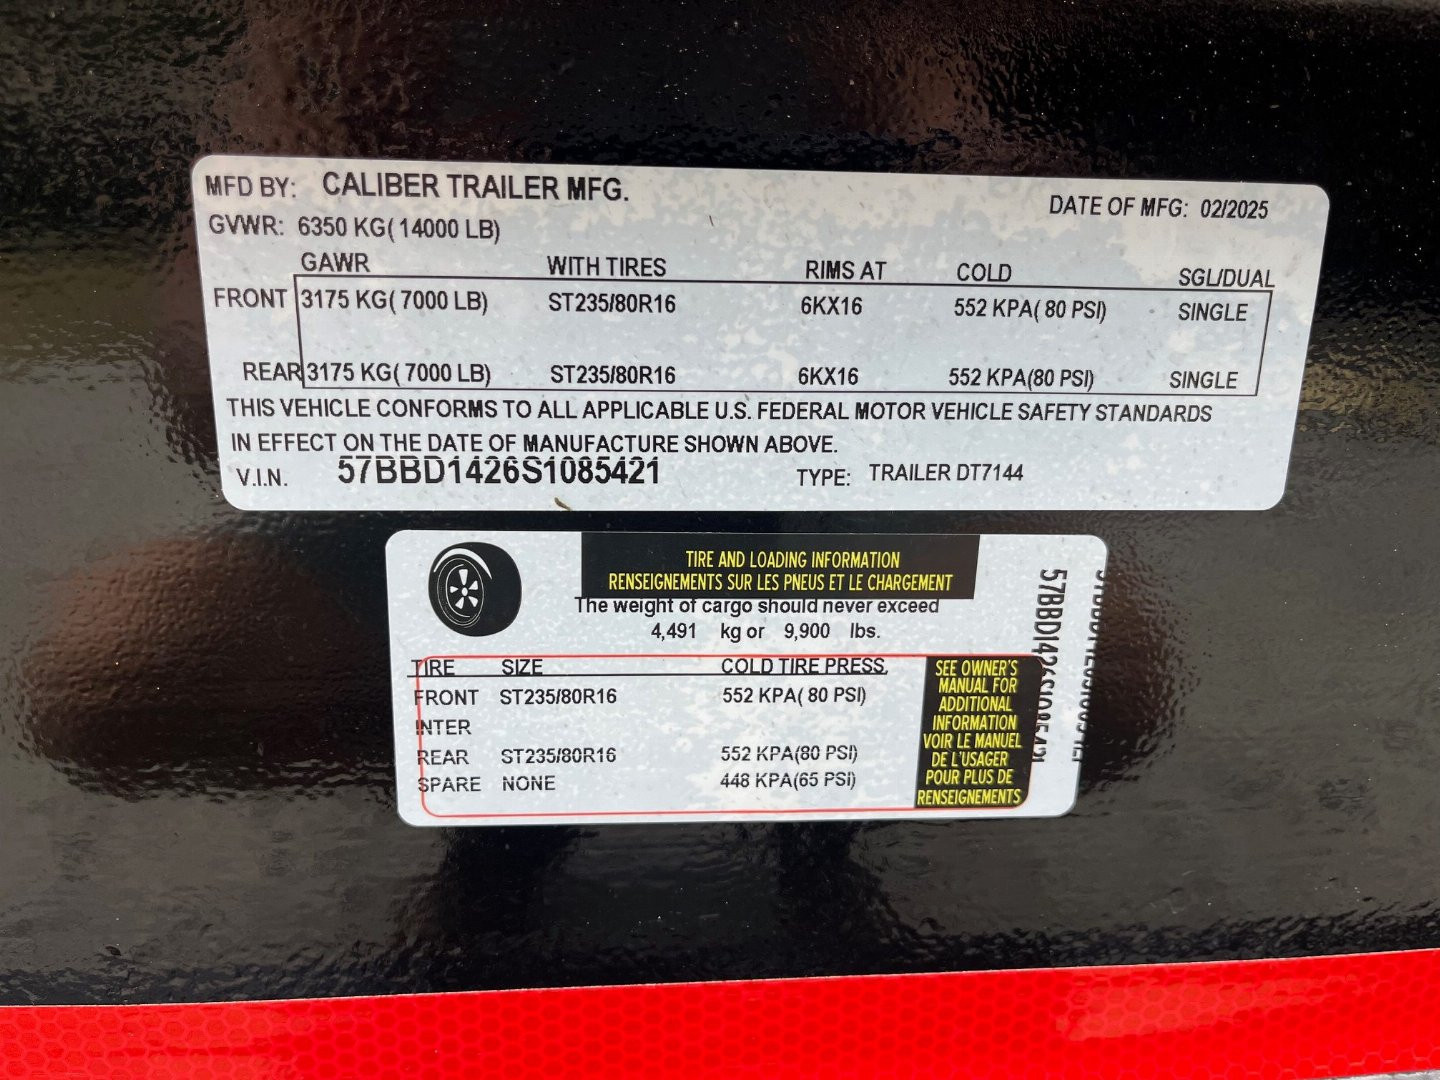 MFD BY: CALIBER TRAILER MFG. DATE OF MFG: 02/2025
GVWR: 6350 KG( 14000 LB)
GAWR WITH TIRES RIMS AT COLD SGL/DUAL
FRONT 3175 KG( 7000 LB) ST235/80R16 6KX16 552 KPA( 80 PSI) SINGLE
REAR 3175 KG( 7000 LB) ST235/80R16 6KX16 552 KPA(80 PSI) SINGLE
THIS VEHICLE CONFORMS TO ALL APPLICABLE U.S. FEDERAL MOTOR VEHICLE SAFETY STANDARDS
IN EFFECT ON THE DATE OF MANUFACTURE SHOWN ABOVE.
V.I.N. 57BBD1426S1085421 TYPE: TRAILER DT7144
TIRE AND LOADING INFORMATION
RENSEIGNEMENTS SUR LES PNEUS ET LE CHARGEMENT
The weight of cargo should never exceed
4,491 kg or 9,900 lbs.
TIRE SIZE COLD TIRE PRESS.
FRONT ST235/80R16 552 KPA( 80 PSI)
INTER
REAR ST235/80R16 552 KPA(80 PSI)
SPARE NONE 448 KPA(65 PSI)
SEE OWNER'S
MANUAL FOR
ADDITIONAL
INFORMATION
VOIR LE MANUEL
DE L'USAGER
POUR PLUS DE
RENSEIGNEMENTS
57BBD1426S1085421